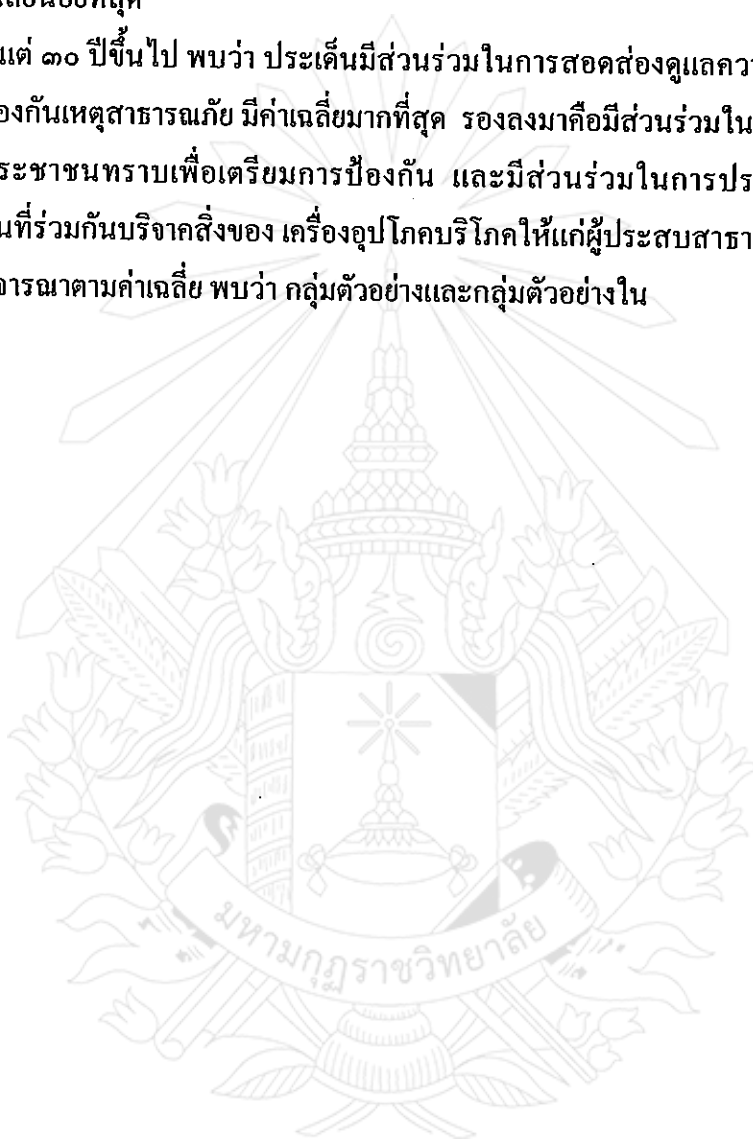 นแต่ ๓๐ ปีขึ้นไป พบว่า ประเด็นมีส่วนร่วมในการสอดส่องดูแลควา
องกันเหตุสาธารณภัย มีค่าเฉลี่ยมากที่สุด รองลงมาคือมีส่วนร่วมใน
ระชาชนทราบเพื่อเตรียมการป้องกัน และมีส่วนร่วมในการประ
นที่ร่วมกันบริจาคสิ่งของ เครื่องอุปโภคบริโภคให้แก่ผู้ประสบสาธา
จารณาตามค่าเฉลี่ย พบว่า กลุ่มตัวอย่างและกลุ่มตัวอย่างใน
มหามกุฏราชวิทยาลัย